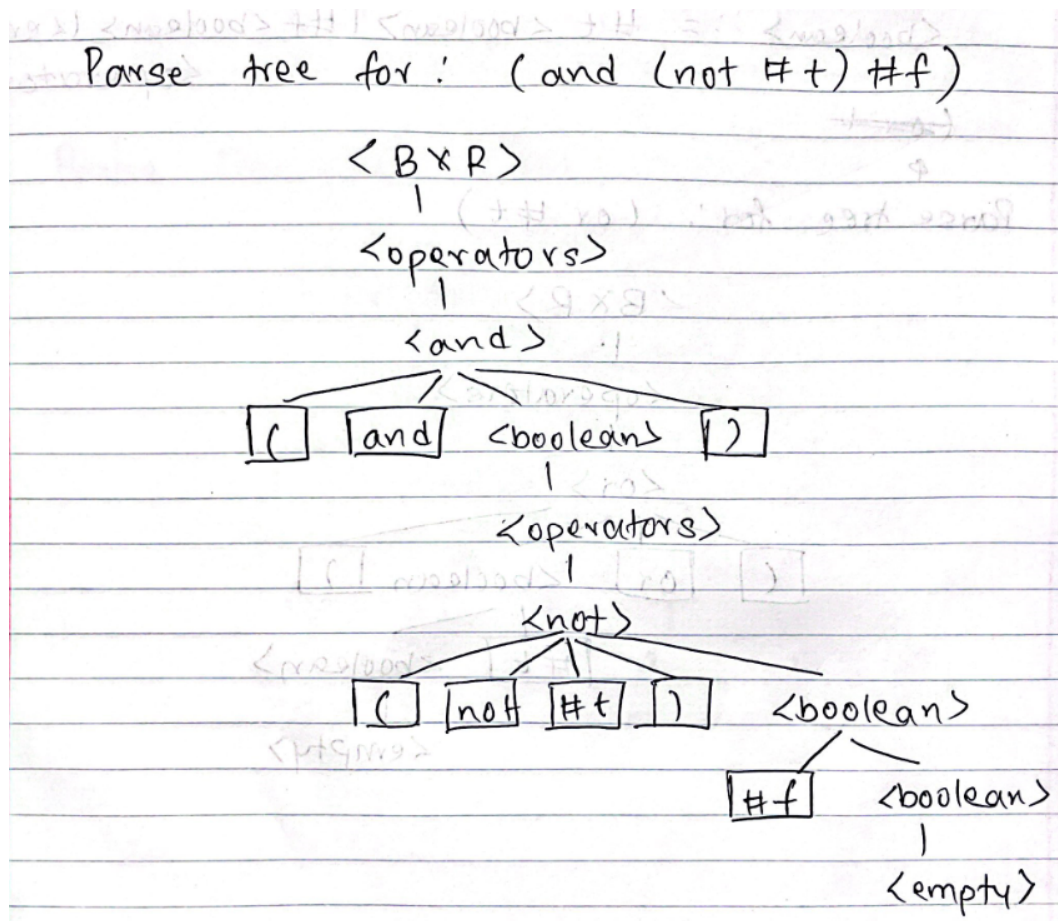 Parse tree for: (and (not #t) #f)
<BXR>
<operators>
<and>
( and <boolean> )
<operators>
<not>
( not #t ) <boolean>
#f <boolean>
<empty>